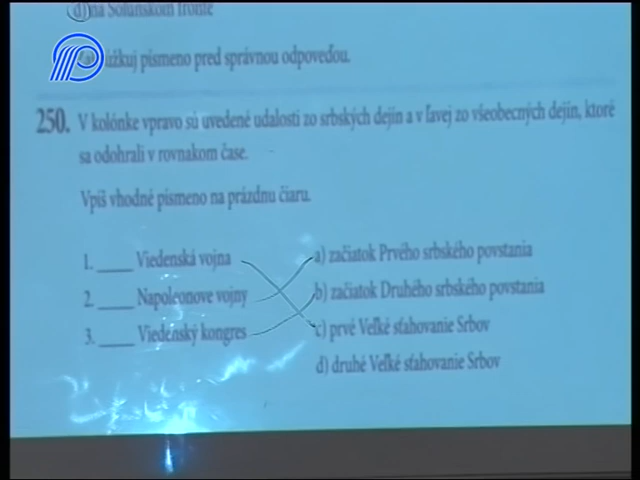 d) na Solúnskom fronte
písmeno pred správnou odpoveďou.
250. V kolónke vpravo sú uvedené udalosti zo srbských dejín a v ľavej zo všeobecných dejín, ktoré
sa odohrali v rovnakom čase.
Vpíš vhodné písmeno na prázdnu čiaru.
1. ____ Viedenská vojna a) začiatok Prvého srbského povstania
2. ____ Napoleonove vojny b) začiatok Druhého srbského povstania
3. ____ Viedenský kongres c) prvé Veľké sťahovanie Srbov
d) druhé Veľké sťahovanie Srbov